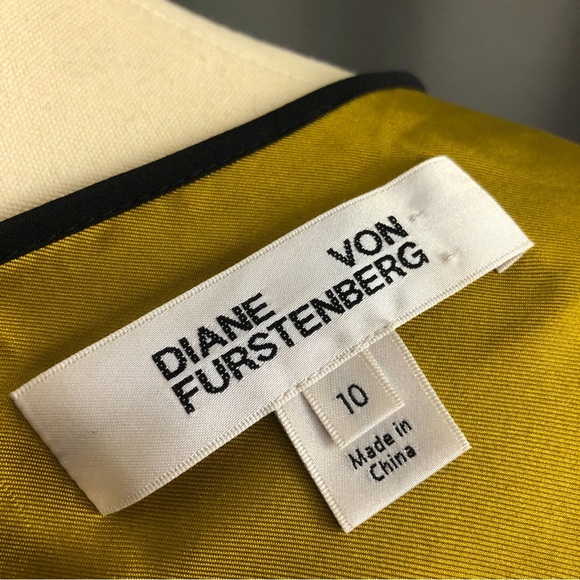 DIANE VON
FURSTENBERG
10
Made in
China